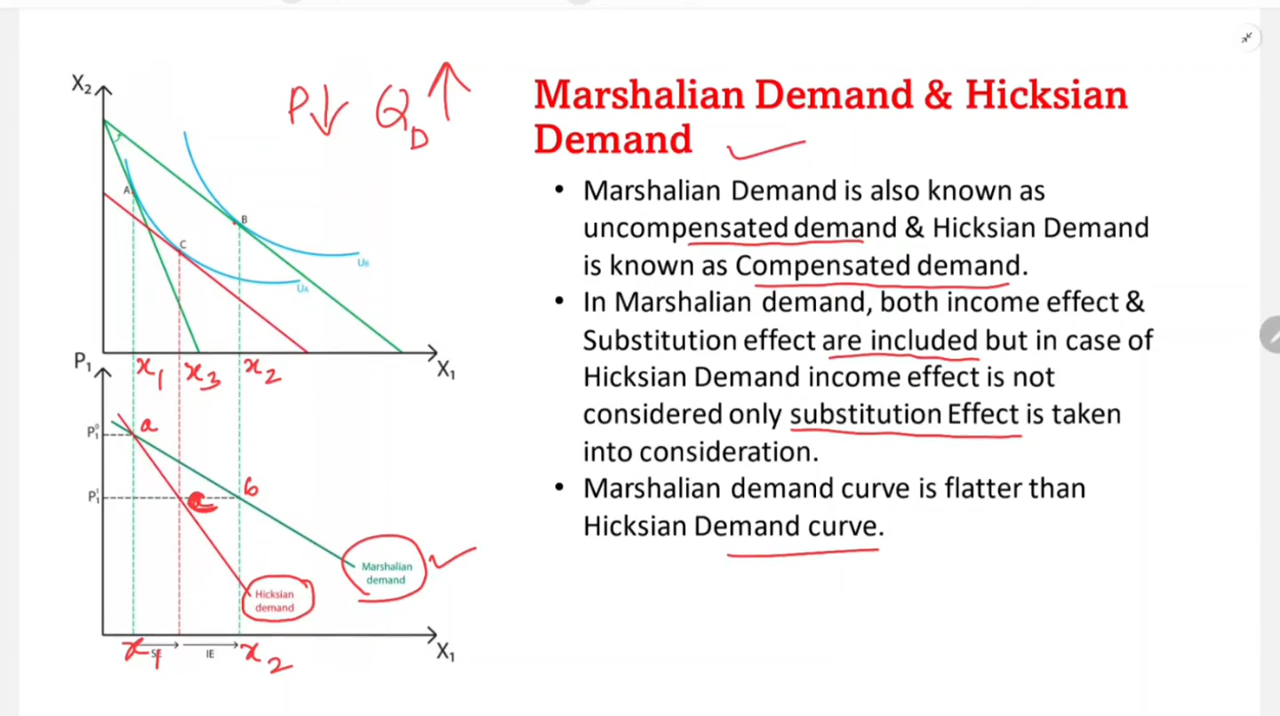 X₂
P↓ Q_D ↑
A
B
C
U_B
U_A
X₁
x₁ x₃ x₂
P₁
P₁⁰
a
P₁¹
c
b
Marshalian
demand
Hicksian
demand
x₁ SE IE x₂
X₁
Marshalian Demand & Hicksian
Demand
• Marshalian Demand is also known as
uncompensated demand & Hicksian Demand
is known as Compensated demand.
• In Marshalian demand, both income effect &
Substitution effect are included but in case of
Hicksian Demand income effect is not
considered only substitution Effect is taken
into consideration.
• Marshalian demand curve is flatter than
Hicksian Demand curve.